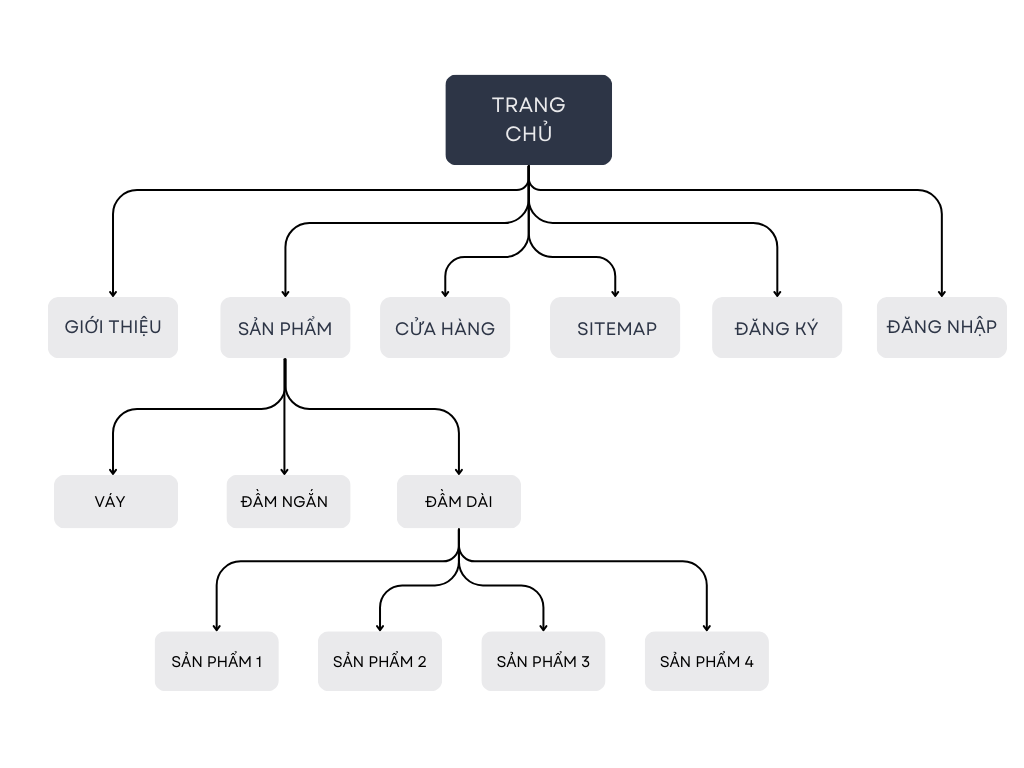 TRANG
CHỦ
GIỚI THIỆU
SẢN PHẨM
CỬA HÀNG
SITEMAP
ĐĂNG KÝ
ĐĂNG NHẬP
VÁY
ĐẦM NGẮN
ĐẦM DÀI
SẢN PHẨM 1
SẢN PHẨM 2
SẢN PHẨM 3
SẢN PHẨM 4